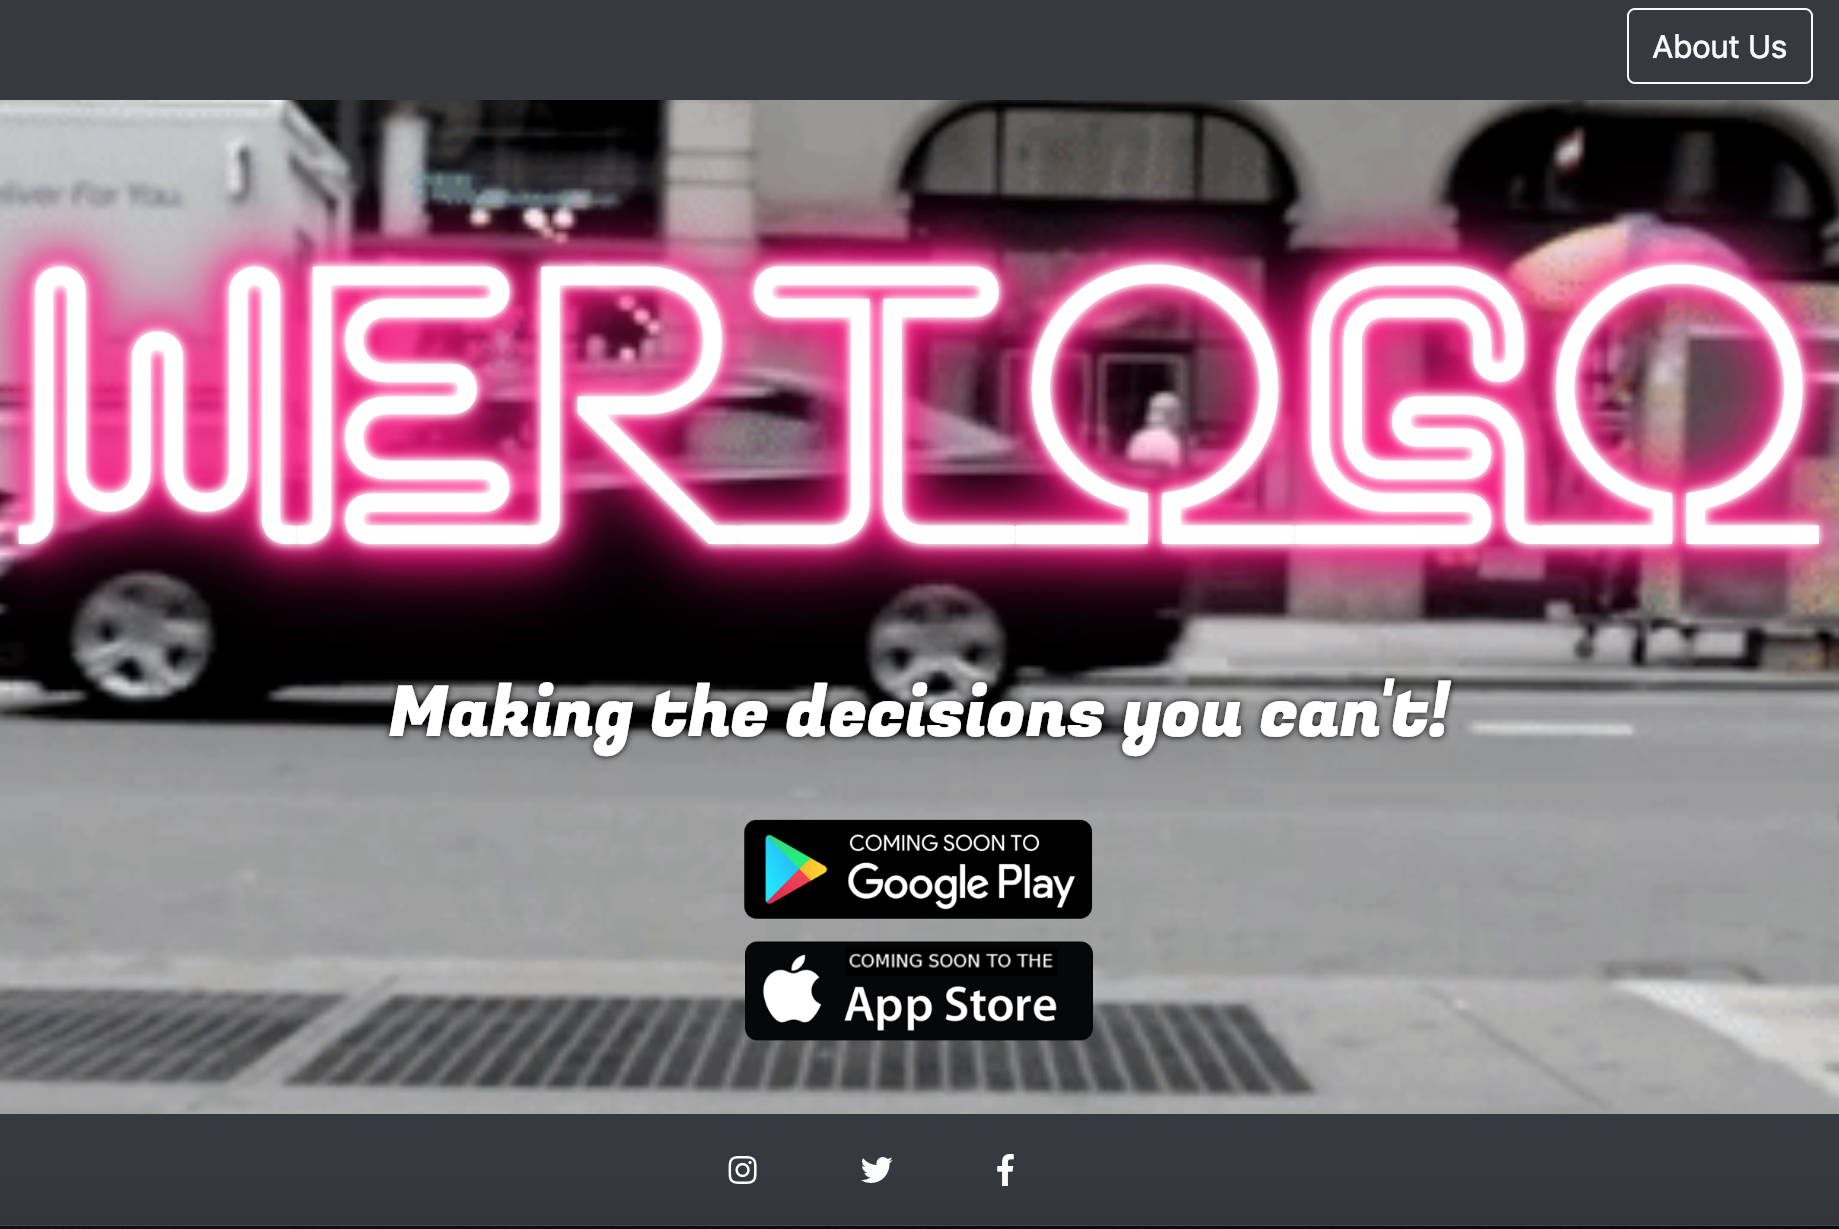 About Us
liver For You.
WERTOGO
Making the decisions you can't!
COMING SOON TO
Google Play
COMING SOON TO THE
App Store